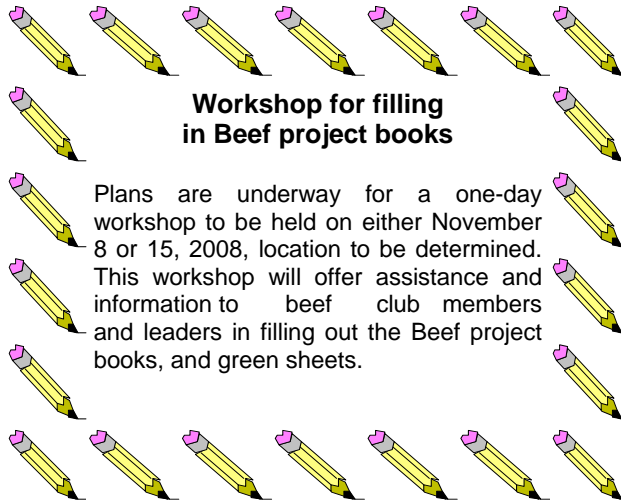 Workshop for filling
in Beef project books
Plans are underway for a one-day
workshop to be held on either November
8 or 15, 2008, location to be determined.
This workshop will offer assistance and
information to beef club members
and leaders in filling out the Beef project
books, and green sheets.